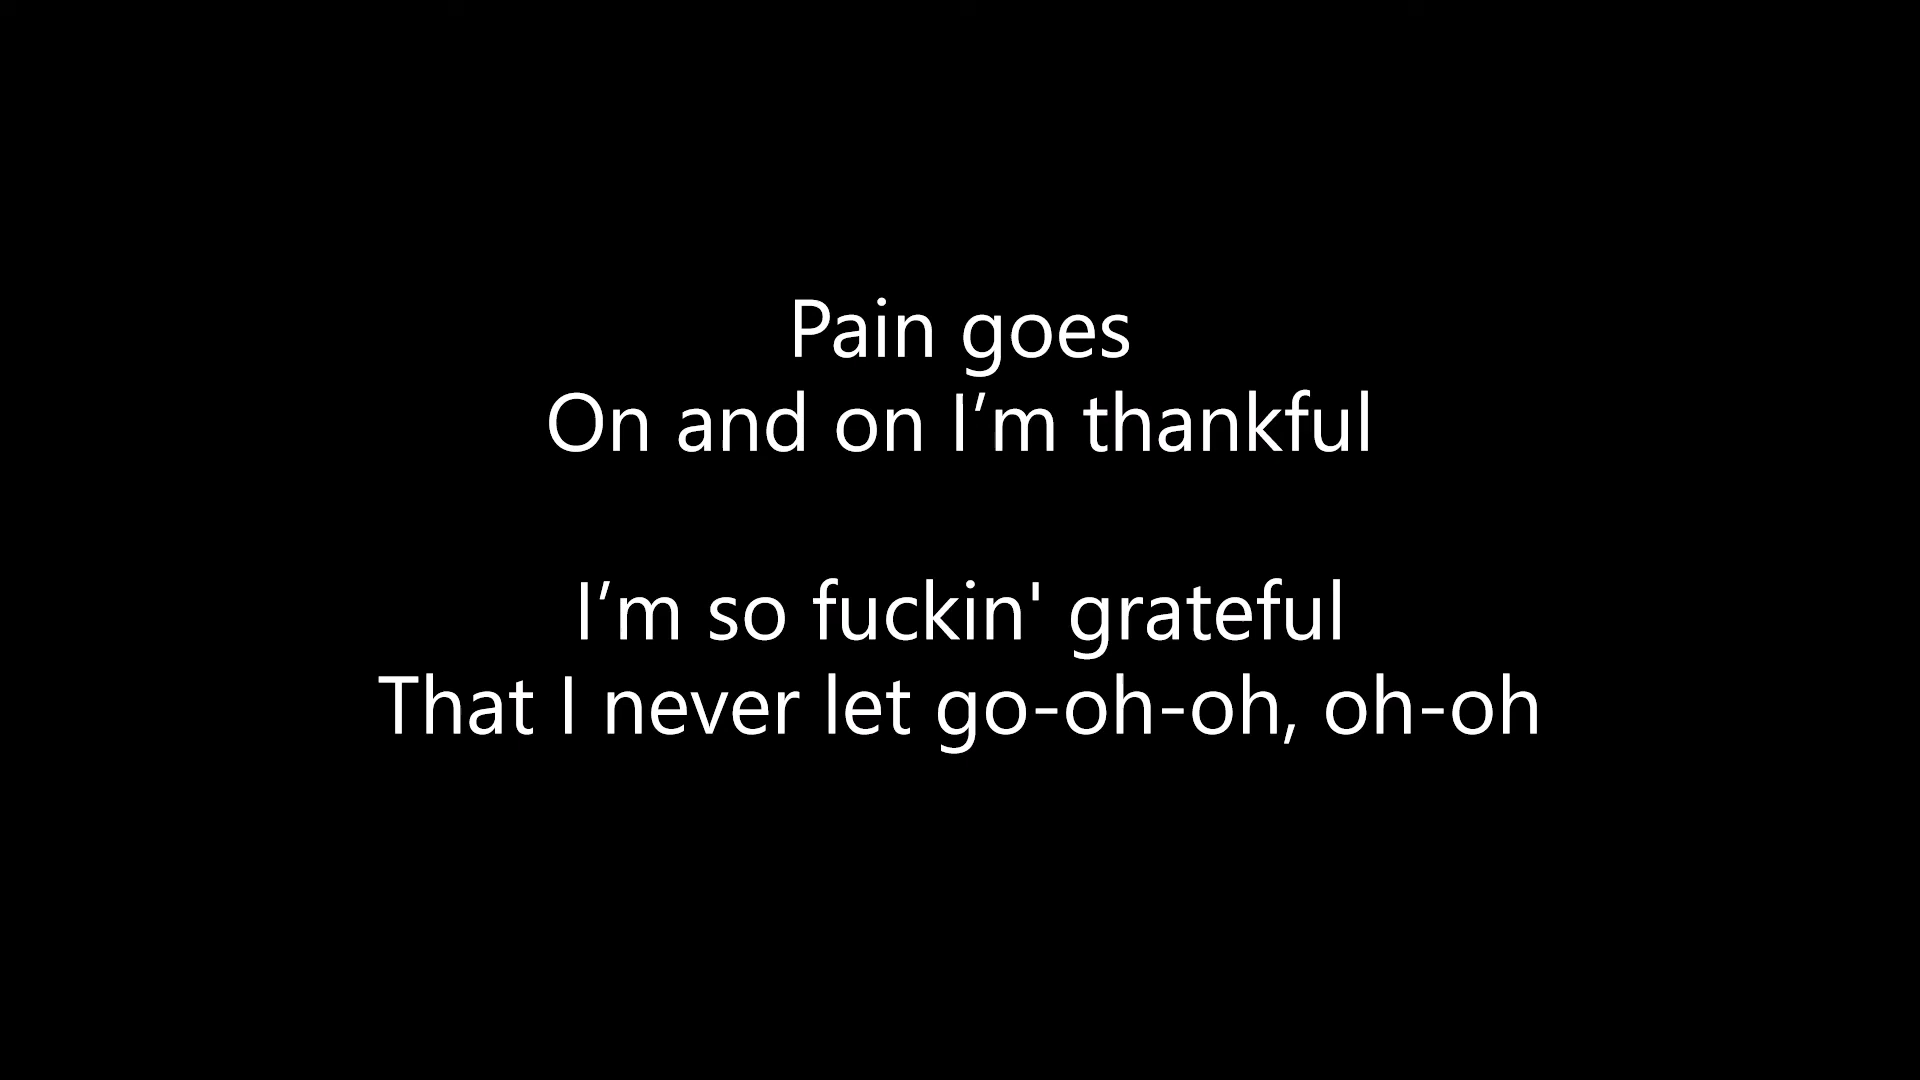 Pain goes
On and on I’m thankful
I’m so fuckin' grateful
That I never let go-oh-oh, oh-oh